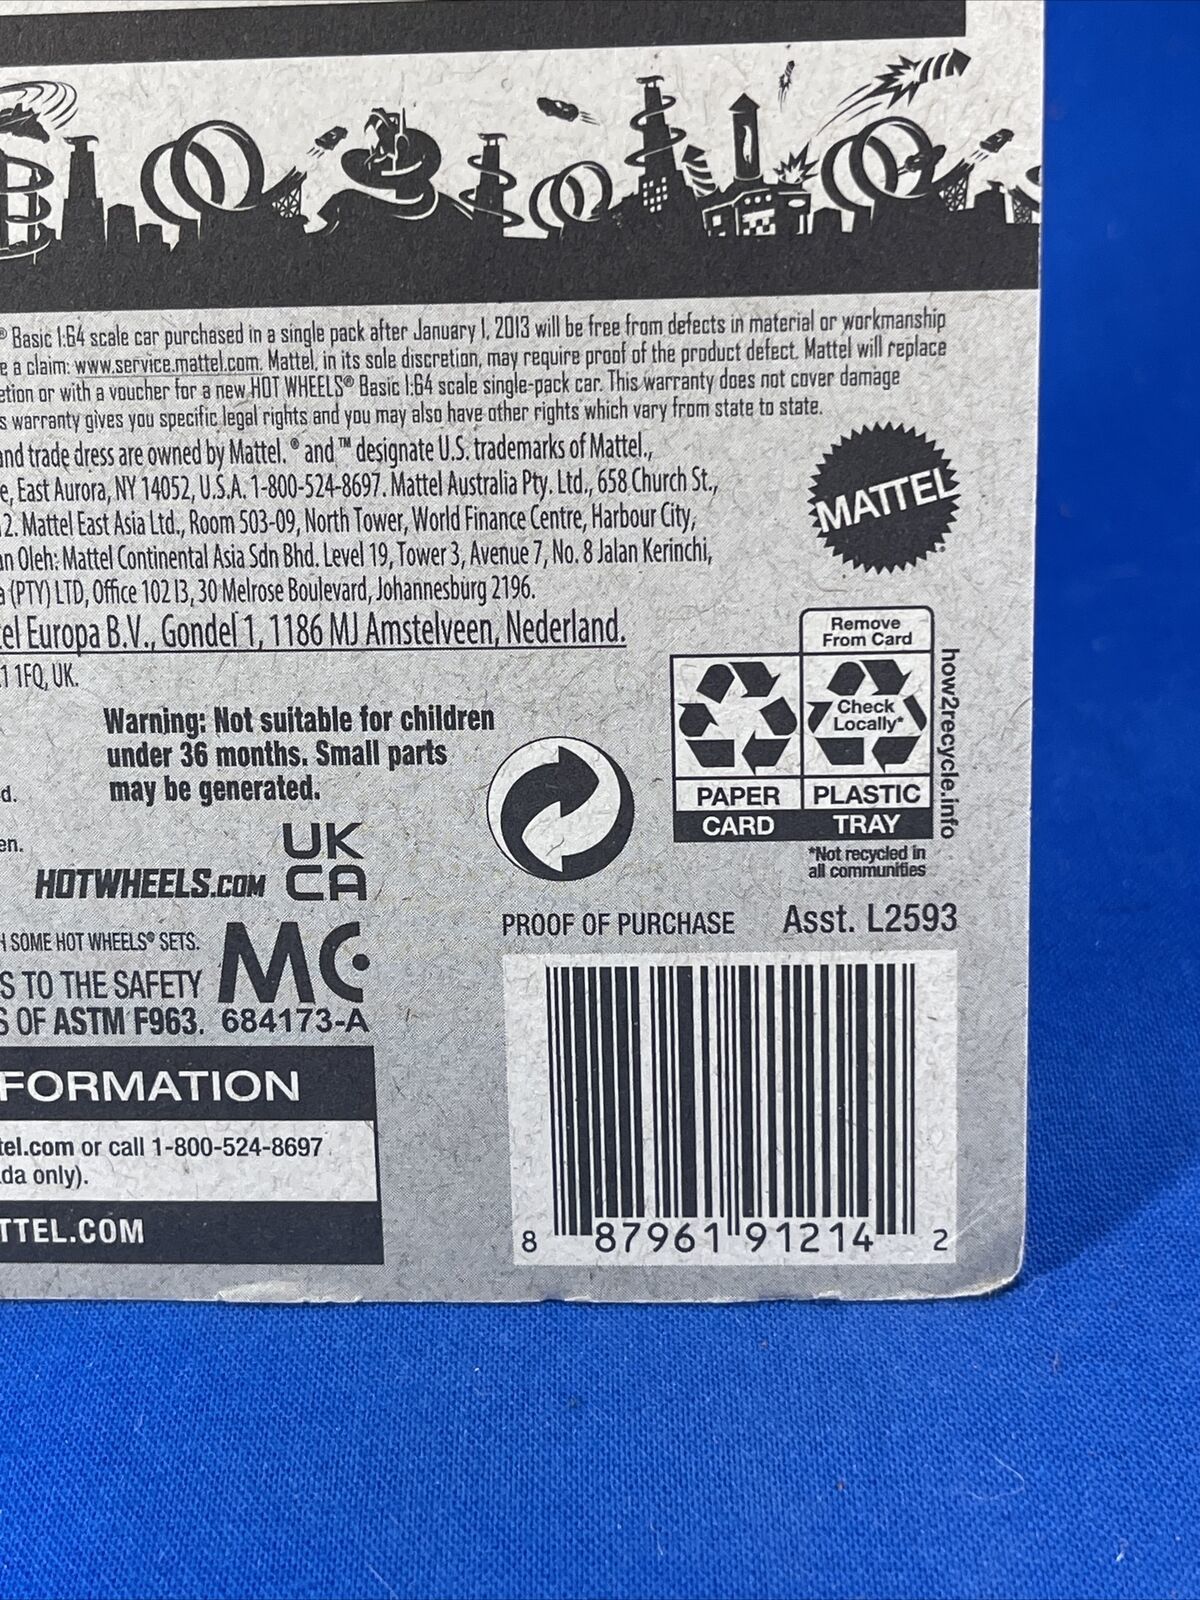 ® Basic 1:64 scale car purchased in a single pack after January 1, 2013 will be free from defects in material or workmanship
e a claim: www.service.mattel.com. Mattel, in its sole discretion, may require proof of the product defect. Mattel will replace
etion or with a voucher for a new HOT WHEELS® Basic 1:64 scale single-pack car. This warranty does not cover damage
s warranty gives you specific legal rights and you may also have other rights which vary from state to state.
and trade dress are owned by Mattel. ® and ™ designate U.S. trademarks of Mattel.,
e, East Aurora, NY 14052, U.S.A. 1-800-524-8697. Mattel Australia Pty. Ltd., 658 Church St.,
12. Mattel East Asia Ltd., Room 503-09, North Tower, World Finance Centre, Harbour City,
an Oleh: Mattel Continental Asia Sdn Bhd. Level 19, Tower 3, Avenue 7, No. 8 Jalan Kerinchi,
a (PTY) LTD, Office 102 I3, 30 Melrose Boulevard, Johannesburg 2196.
tel Europa B.V., Gondel 1, 1186 MJ Amstelveen, Nederland.
1 1FQ, UK.
MATTEL
Warning: Not suitable for children
under 36 months. Small parts
may be generated.
d.
en.
Remove
From Card
Check
Locally*
PAPER
PLASTIC
CARD
TRAY
how2recycle.info
*Not recycled in
all communities
HOTWHEELS.COM
UK
CA
H SOME HOT WHEELS® SETS.
S TO THE SAFETY
S OF ASTM F963.
MC
684173-A
PROOF OF PURCHASE
Asst. L2593
FORMATION
tel.com or call 1-800-524-8697
da only).
TTEL.COM
8 87961 91214 2